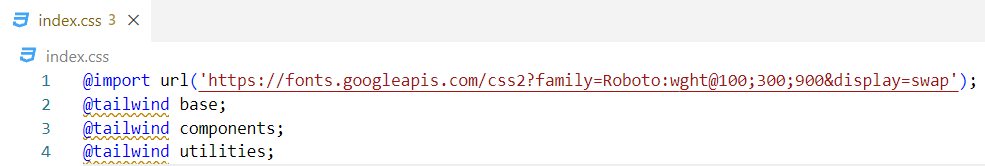 index.css 3 ×
index.css
1 @import url('https://fonts.googleapis.com/css2?family=Roboto:wght@100;300;900&display=swap');
2 @tailwind base;
3 @tailwind components;
4 @tailwind utilities;